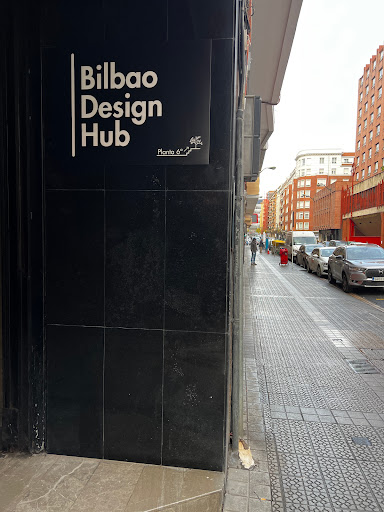 Bilbao
Design
Hub
Planta 6ª